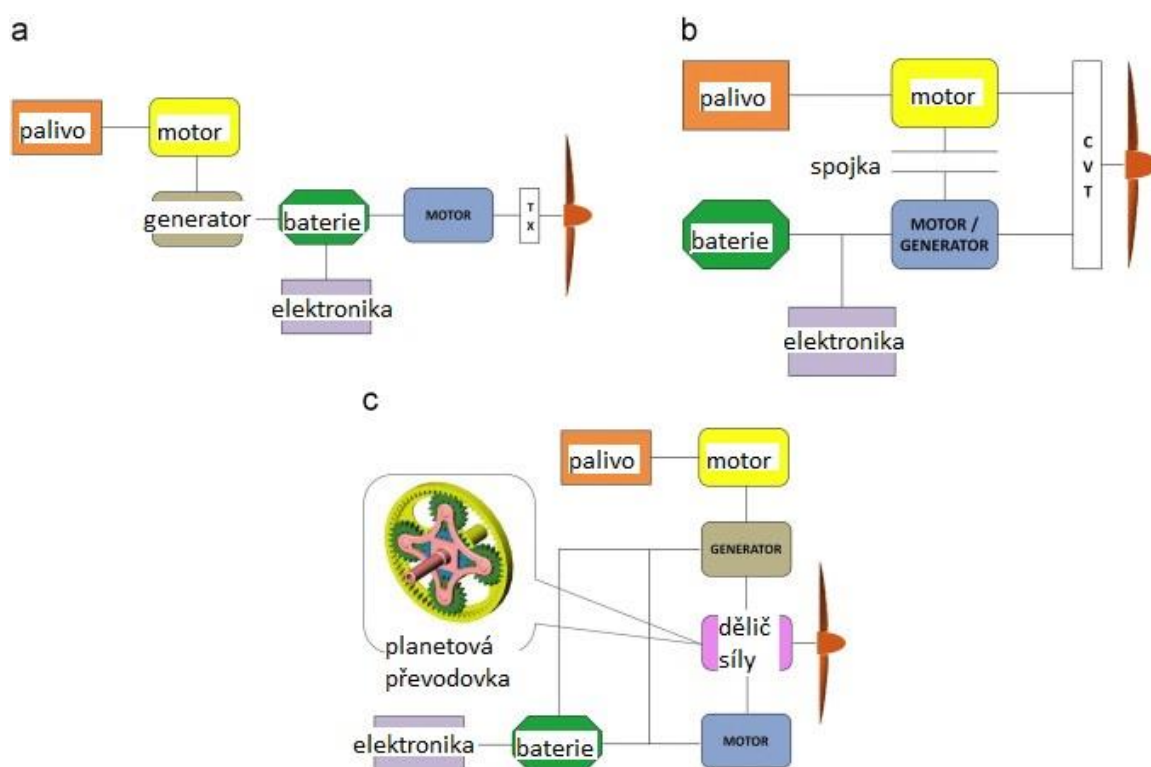 a
palivo
motor
generator
baterie
MOTOR
T
X
elektronika
b
palivo
motor
spojka
C
V
T
baterie
MOTOR /
GENERATOR
elektronika
c
palivo
motor
GENERATOR
dělič
síly
planetová
převodovka
elektronika
baterie
MOTOR